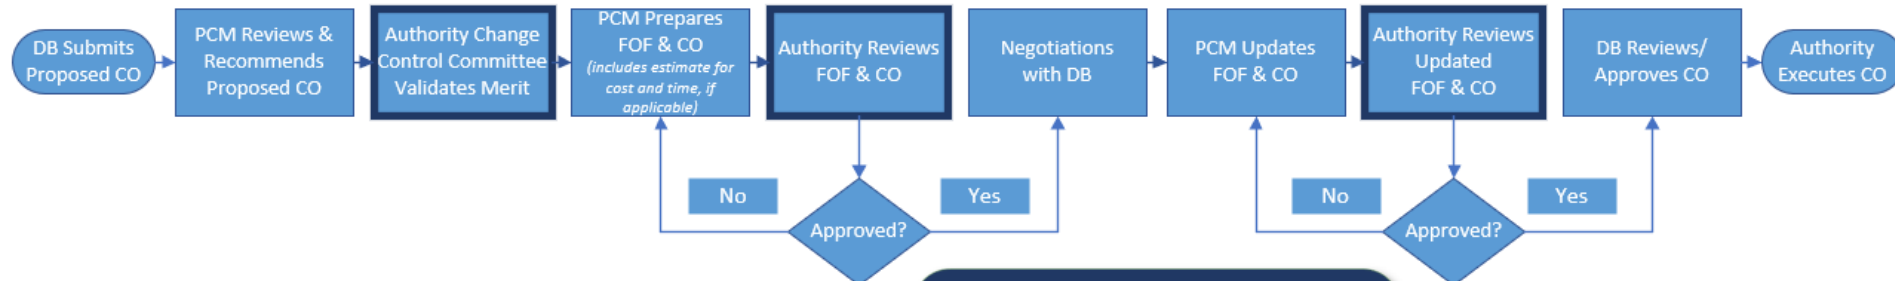 DB Submits
Proposed CO
PCM Reviews &
Recommends
Proposed CO
Authority Change
Control Committee
Validates Merit
PCM Prepares
FOF & CO
(includes estimate for
cost and time, if
applicable)
Authority Reviews
FOF & CO
Negotiations
with DB
PCM Updates
FOF & CO
Authority Reviews
Updated
FOF & CO
DB Reviews/
Approves CO
Authority
Executes CO
No
Approved?
Yes
No
Approved?
Yes